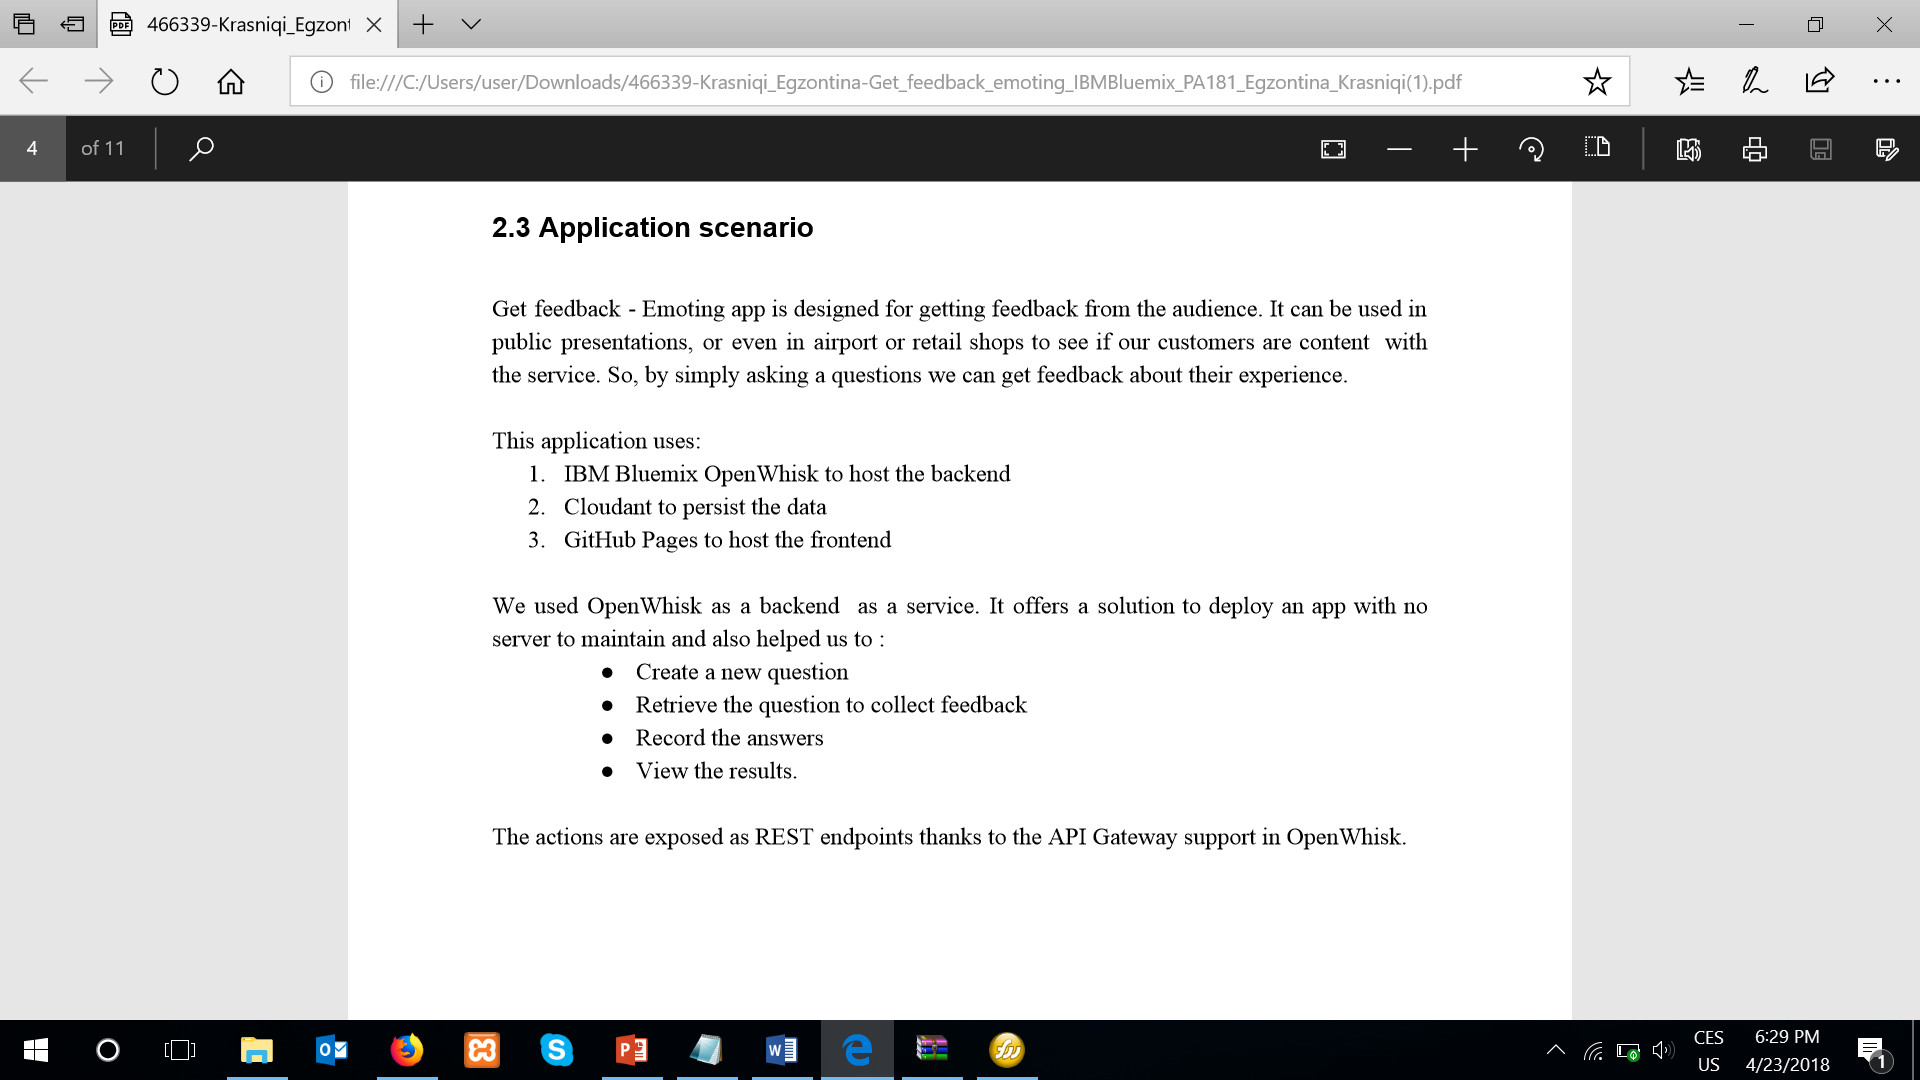 466339-Krasniqi_Egzont
file:///C:/Users/user/Downloads/466339-Krasniqi_Egzontina-Get_feedback_emoting_IBMBluemix_PA181_Egzontina_Krasniqi(1).pdf
4 of 11
2.3 Application scenario
Get feedback - Emoting app is designed for getting feedback from the audience. It can be used in
public presentations, or even in airport or retail shops to see if our customers are content with
the service. So, by simply asking a questions we can get feedback about their experience.
This application uses:
1. IBM Bluemix OpenWhisk to host the backend
2. Cloudant to persist the data
3. GitHub Pages to host the frontend
We used OpenWhisk as a backend as a service. It offers a solution to deploy an app with no
server to maintain and also helped us to :
● Create a new question
● Retrieve the question to collect feedback
● Record the answers
● View the results.
The actions are exposed as REST endpoints thanks to the API Gateway support in OpenWhisk.
CES 6:29 PM
US 4/23/2018
1